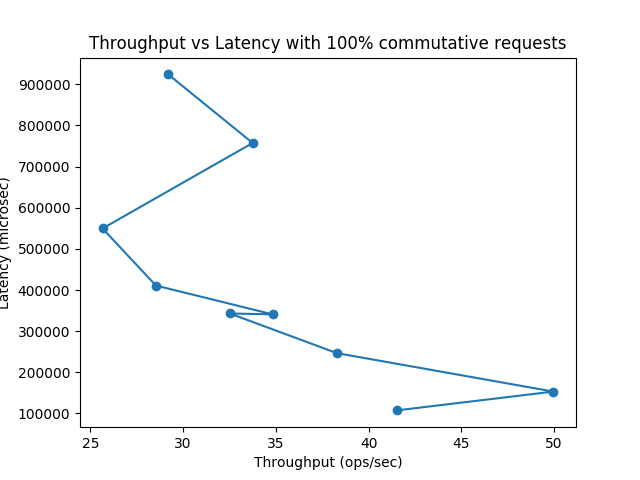 Throughput vs Latency with 100% commutative requests
900000
800000
700000
600000
500000
400000
300000
200000
100000
Latency (microsec)
25 30 35 40 45 50
Throughput (ops/sec)